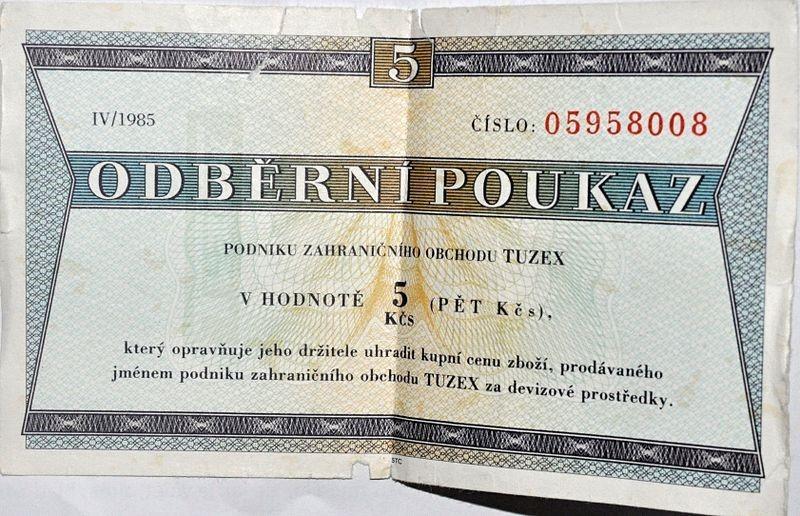 5
IV/1985
ČÍSLO: 05958008
ODBĚRNÍ POUKAZ
PODNIKU ZAHRANIČNÍHO OBCHODU TUZEX
V HODNOTĚ 5 KČS (PĚT Kčs),
který opravňuje jeho držitele uhradit kupní cenu zboží, prodávaného
jménem podniku zahraničního obchodu TUZEX za devizové prostředky.
STC